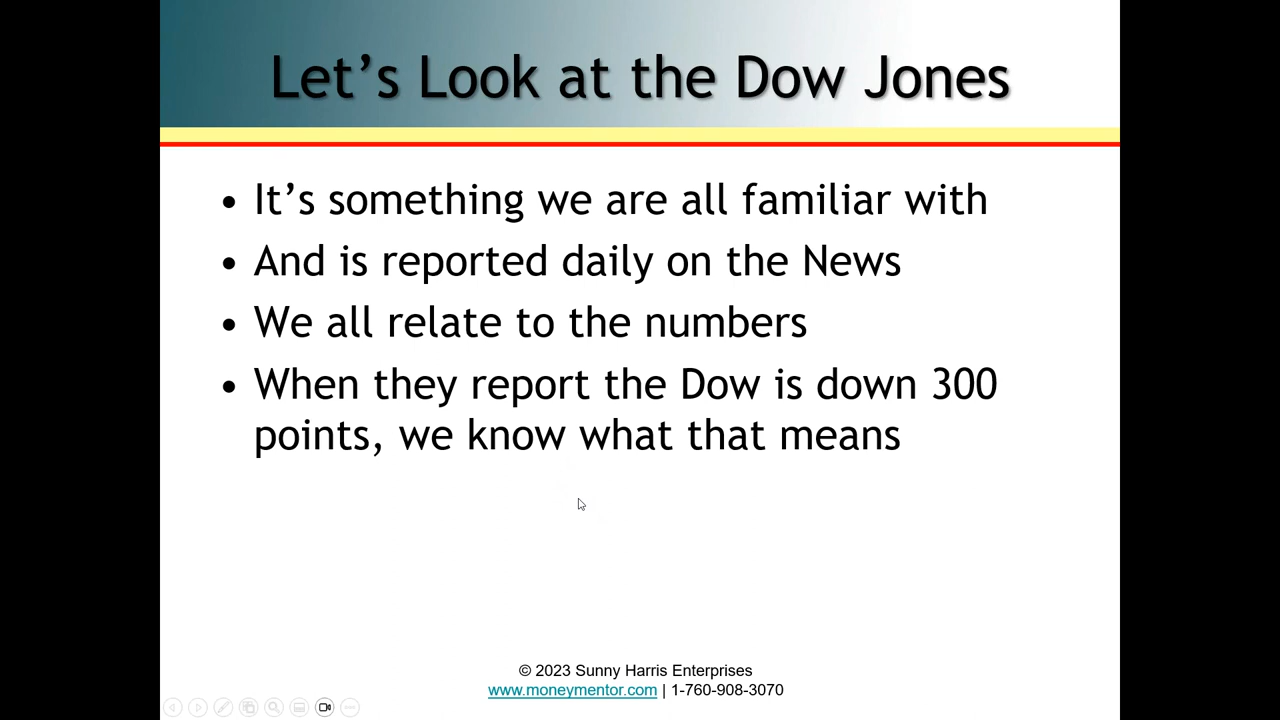 Let’s Look at the Dow Jones
• It’s something we are all familiar with
• And is reported daily on the News
• We all relate to the numbers
• When they report the Dow is down 300
points, we know what that means
© 2023 Sunny Harris Enterprises
www.moneymentor.com | 1-760-908-3070